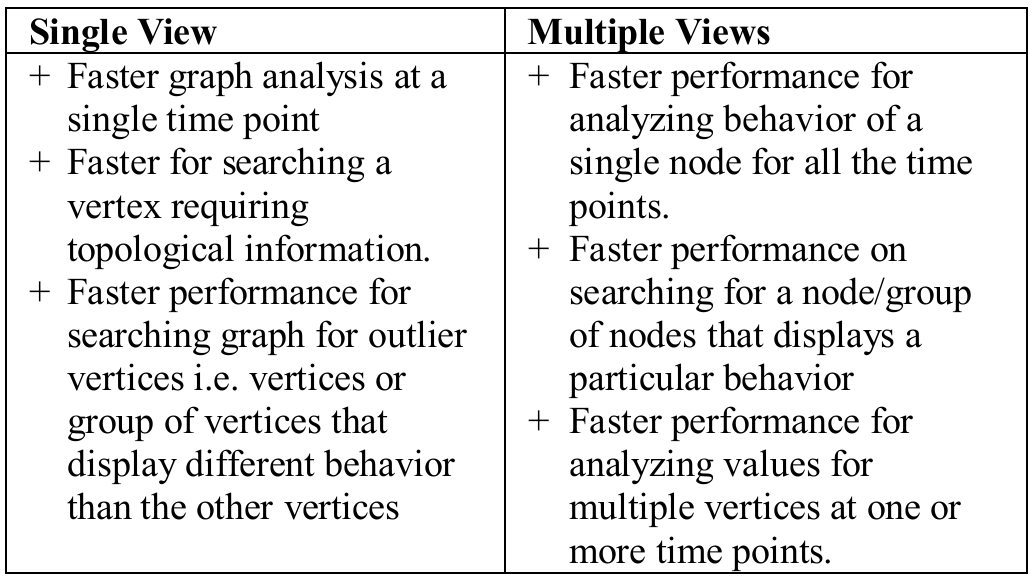 Single View
+ Faster graph analysis at a
single time point
+ Faster for searching a
vertex requiring
topological information.
+ Faster performance for
searching graph for outlier
vertices i.e. vertices or
group of vertices that
display different behavior
than the other vertices
Multiple Views
+ Faster performance for
analyzing behavior of a
single node for all the time
points.
+ Faster performance on
searching for a node/group
of nodes that displays a
particular behavior
+ Faster performance for
analyzing values for
multiple vertices at one or
more time points.